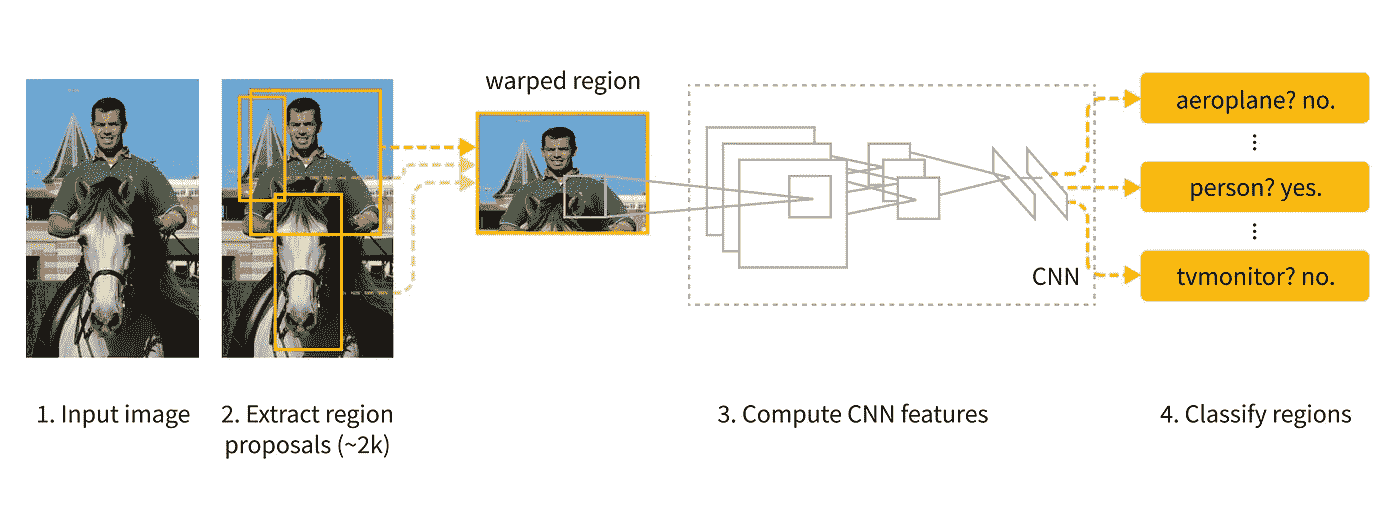 warped region
aeroplane? no.
person? yes.
CNN
tvmonitor? no.
1. Input image
2. Extract region
proposals (~2k)
3. Compute CNN features
4. Classify regions